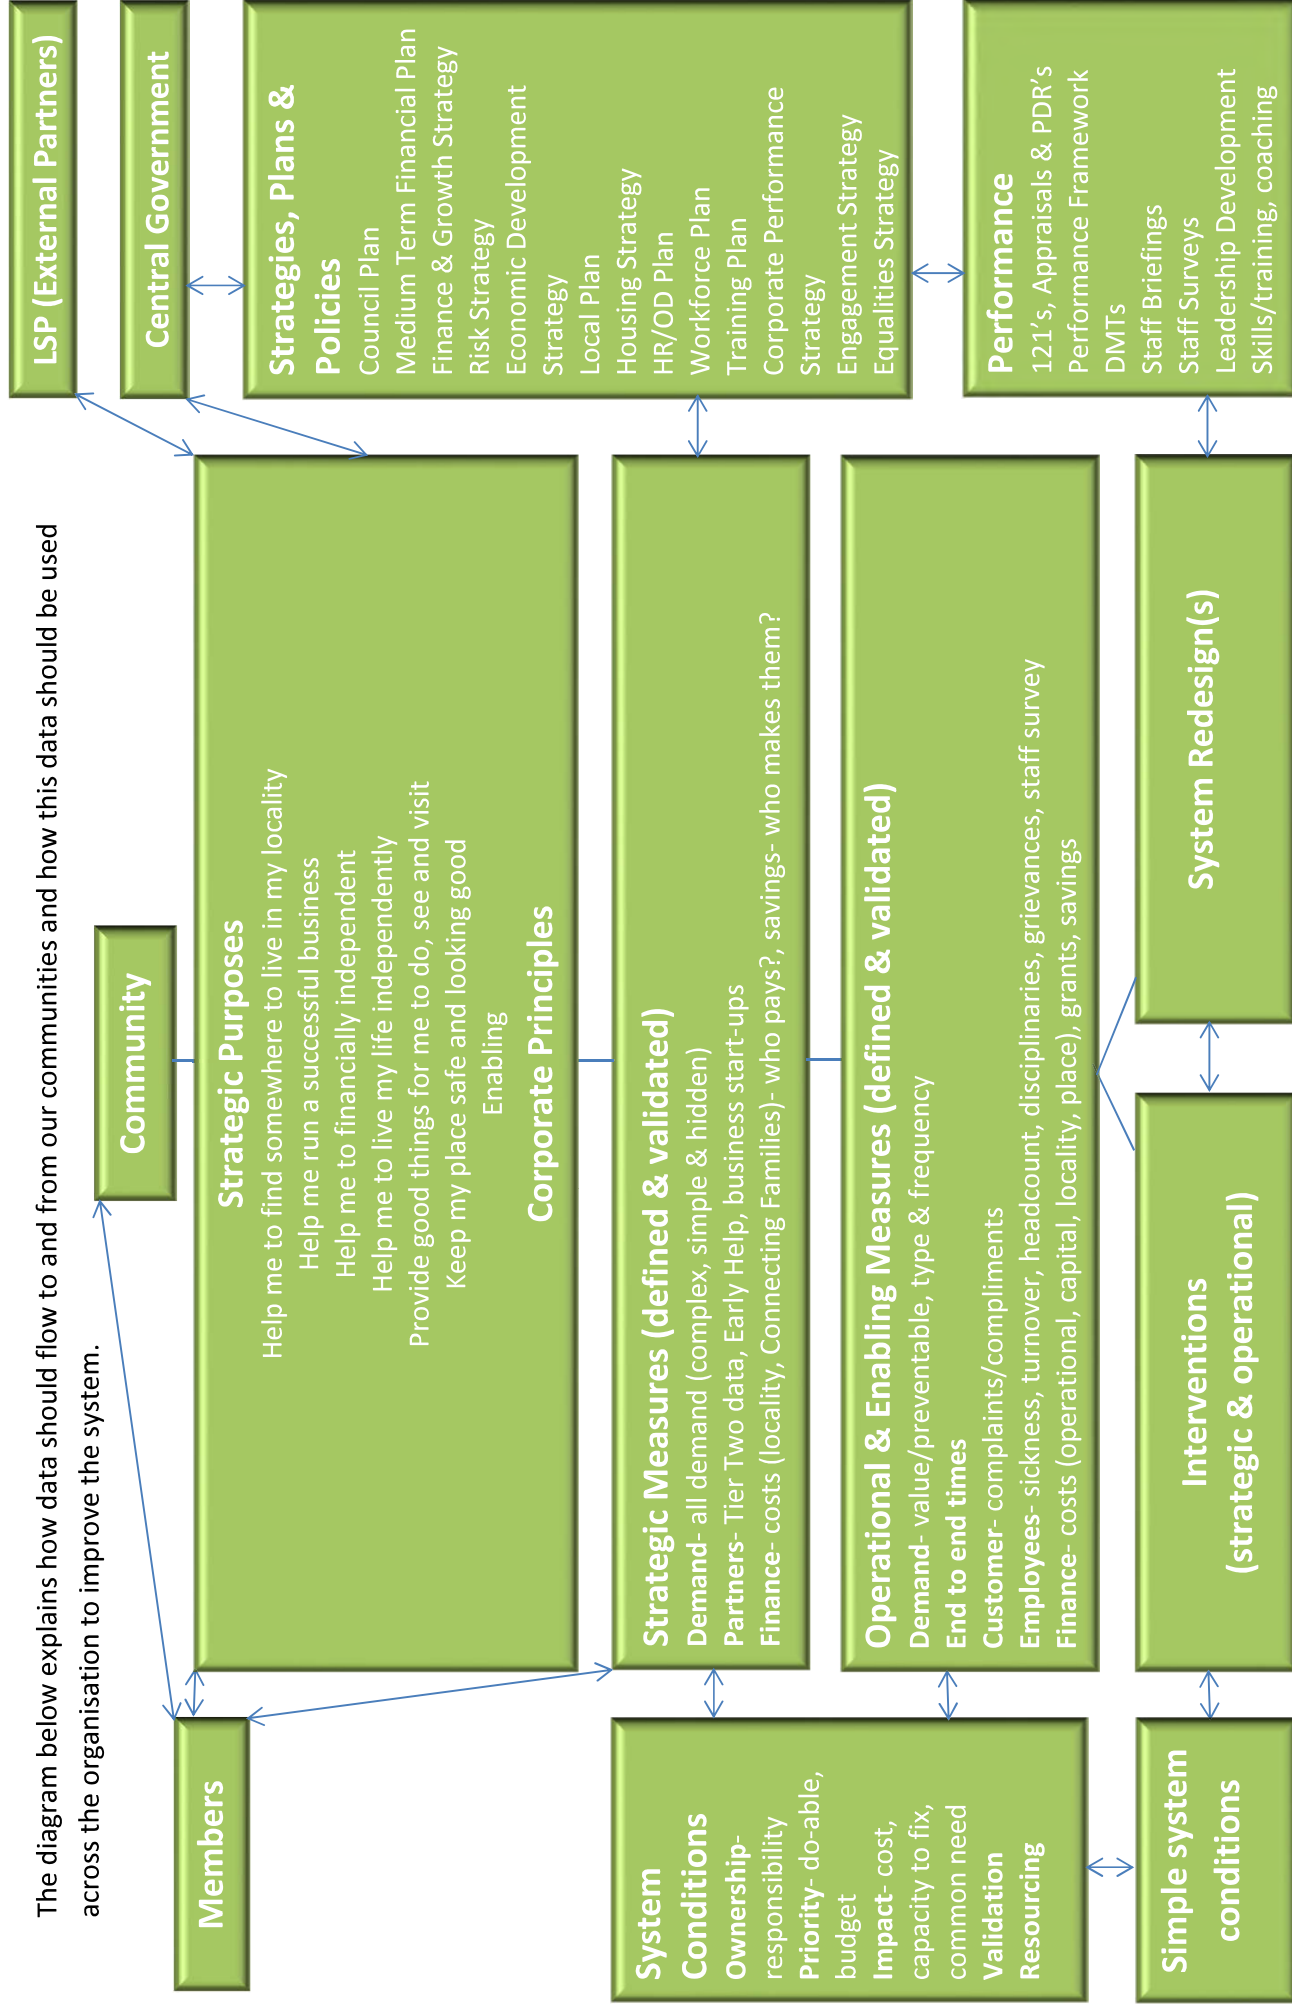 The diagram below explains how data should flow to and from our communities and how this data should be used
across the organisation to improve the system.
Members
Community
LSP (External Partners)
Central Government
Strategic Purposes
Help me to find somewhere to live in my locality
Help me run a successful business
Help me to financially independent
Help me to live my life independently
Provide good things for me to do, see and visit
Keep my place safe and looking good
Enabling
Corporate Principles
Strategies, Plans &
Policies
Council Plan
Medium Term Financial Plan
Finance & Growth Strategy
Risk Strategy
Economic Development
Strategy
Local Plan
Housing Strategy
HR/OD Plan
Workforce Plan
Training Plan
Corporate Performance
Strategy
Engagement Strategy
Equalities Strategy
System
Conditions
Ownership-
responsibility
Priority- do-able,
budget
Impact- cost,
capacity to fix,
common need
Validation
Resourcing
Strategic Measures (defined & validated)
Demand- all demand (complex, simple & hidden)
Partners- Tier Two data, Early Help, business start-ups
Finance- costs (locality, Connecting Families)- who pays?, savings- who makes them?
Operational & Enabling Measures (defined & validated)
Demand- value/preventable, type & frequency
End to end times
Customer- complaints/compliments
Employees- sickness, turnover, headcount, disciplinaries, grievances, staff survey
Finance- costs (operational, capital, locality, place), grants, savings
Performance
121's, Appraisals & PDR's
Performance Framework
DMTs
Staff Briefings
Staff Surveys
Leadership Development
Skills/training, coaching
Simple system
conditions
Interventions
(strategic & operational)
System Redesign(s)